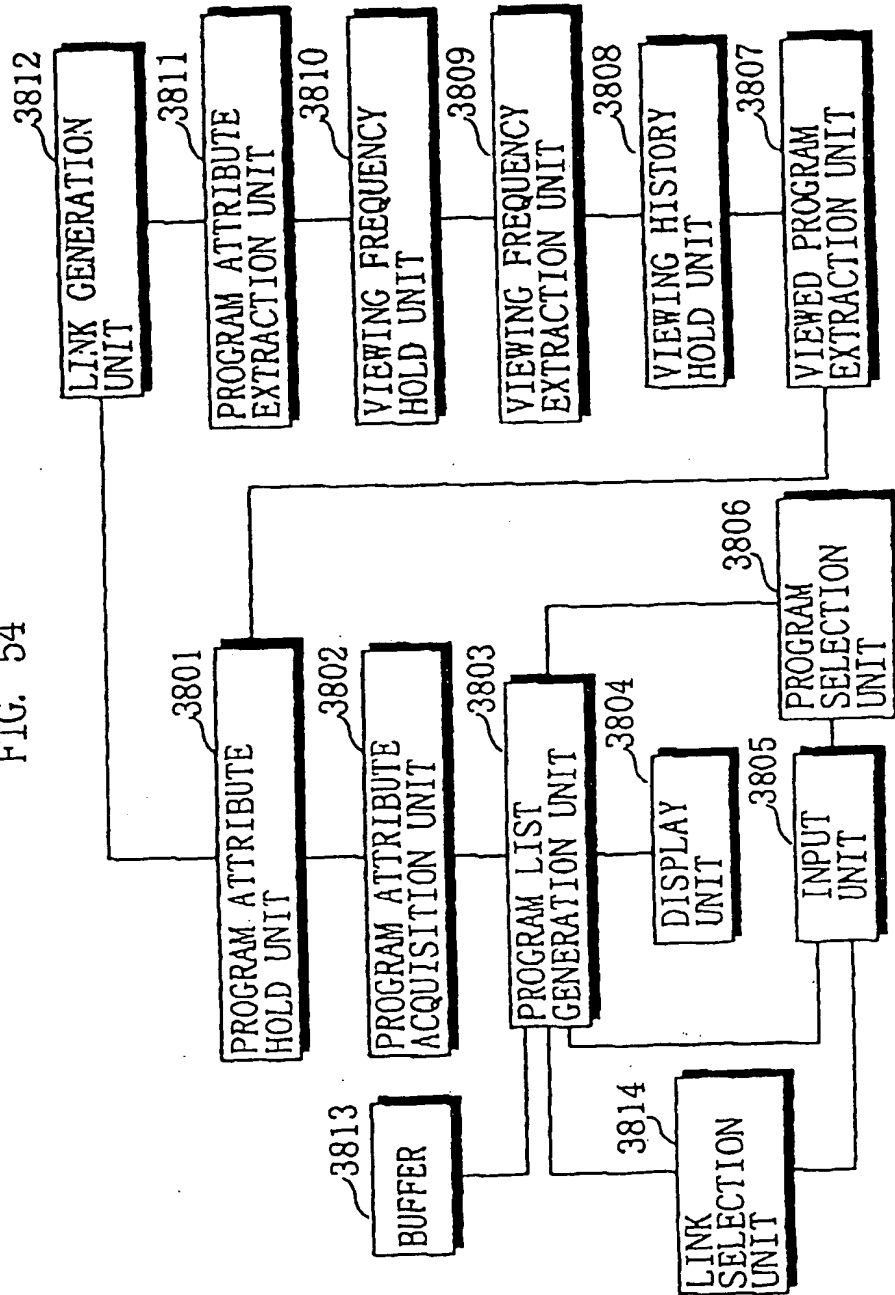 FIG. 54
3812
LINK GENERATION
UNIT
3811
PROGRAM ATTRIBUTE
EXTRACTION UNIT
3810
VIEWING FREQUENCY
HOLD UNIT
3809
VIEWING FREQUENCY
EXTRACTION UNIT
3808
VIEWING HISTORY
HOLD UNIT
3807
VIEWED PROGRAM
EXTRACTION UNIT
3801
PROGRAM ATTRIBUTE
HOLD UNIT
3802
PROGRAM ATTRIBUTE
ACQUISITION UNIT
3803
PROGRAM LIST
GENERATION UNIT
3804
DISPLAY
UNIT
3805
INPUT
UNIT
3806
PROGRAM
SELECTION
UNIT
3813
BUFFER
3814
LINK
SELECTION
UNIT